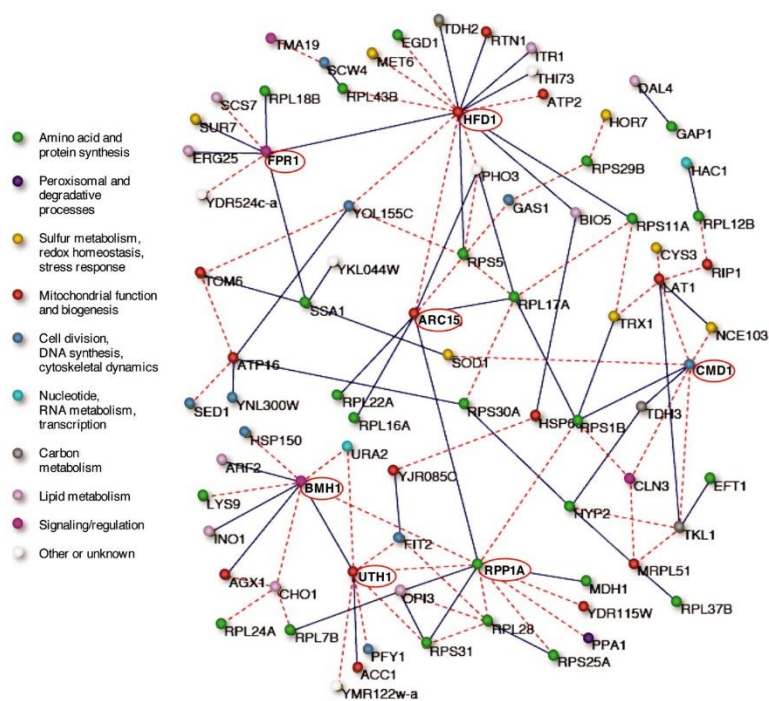 Amino acid and
protein synthesis
Peroxisomal and
degradative
processes
Sulfur metabolism,
redox homeostasis,
stress response
Mitochondrial function
and biogenesis
Cell division,
DNA synthesis,
cytoskeletal dynamics
Nucleotide,
RNA metabolism,
transcription
Carbon
metabolism
Lipid metabolism
Signaling/regulation
Other or unknown
TDH2
EGD1
RTN1
TMA19
MET6
TTR1
SCW4
THI73
RPL43B
ATP2
DAL4
SCS7
RPL18B
HFD1
HOR7
GAP1
SUR7
ERG25
FPR1
PHO3
RPS29B
HAC1
YDR524c-a
YOL155C
GAS1
BIO5
RPS11A
RPL12B
RPS5
CYS3
TOM6
YKL044W
LAT1
RIP1
SSA1
RPL17A
ARC15
TRX1
NCE103
ATP16
SOD1
CMD1
SED1
YNL300W
RPL22A
RPS30A
TDH3
RPL16A
HSP6
RPS1B
HSP150
URA2
ARF2
YJR085C
CLN3
EFT1
LYS9
BMH1
HYP2
INO1
FIT2
TKL1
AGX1
UTH1
RPP1A
MRPL51
CHO1
OPI3
MDH1
YDR115W
RPL37B
RPL24A
RPL7B
RPL28
PPA1
RPS31
PFY1
RPS25A
ACC1
YMR122w-a